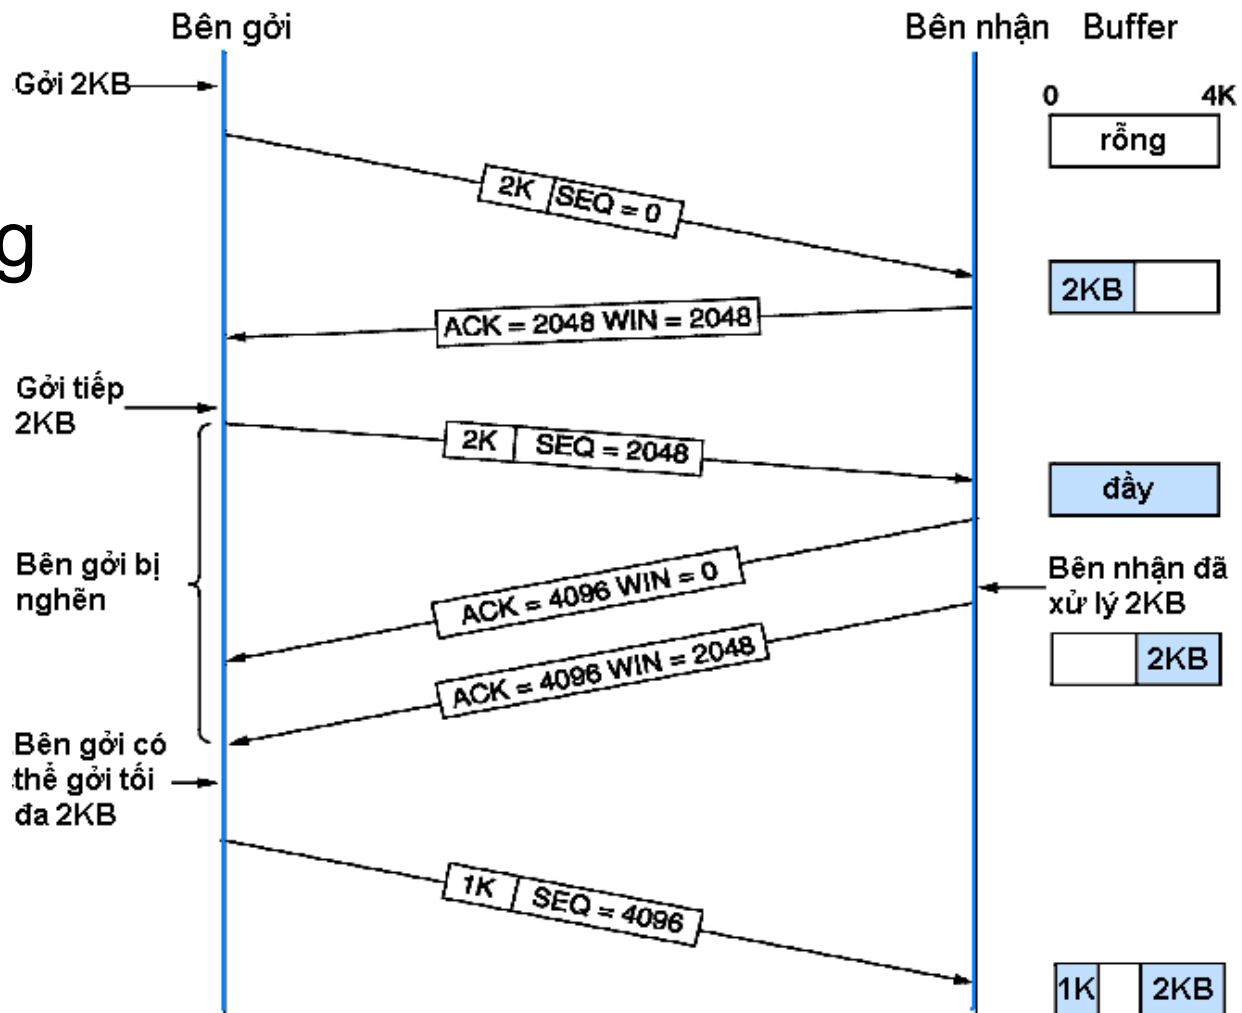 Bên gởi
Bên nhận
Buffer
Gởi 2KB
0
4K
rỗng
2K
SEQ = 0
g
2KB
ACK = 2048 WIN = 2048
Gởi tiếp
2KB
2K
SEQ = 2048
đầy
Bên gởi bị
nghẽn
ACK = 4096 WIN = 0
Bên nhận đã
xử lý 2KB
2KB
ACK = 4096 WIN = 2048
Bên gởi có
thể gởi tối
đa 2KB
1K
SEQ = 4096
1K
2KB